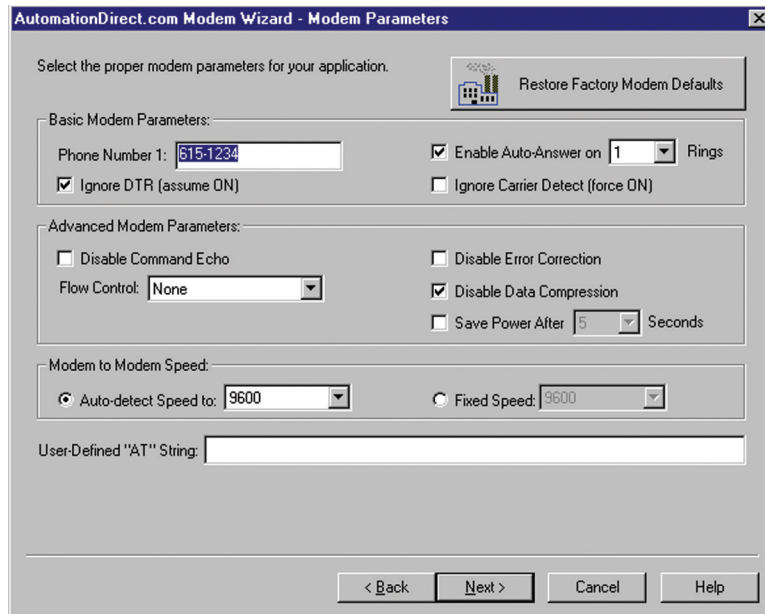 AutomationDirect.com Modem Wizard - Modem Parameters
Select the proper modem parameters for your application.
Restore Factory Modem Defaults
Basic Modem Parameters:
Phone Number 1: 615-1234
Enable Auto-Answer on 1 Rings
Ignore DTR (assume ON)
Ignore Carrier Detect (force ON)
Advanced Modem Parameters:
Disable Command Echo
Disable Error Correction
Flow Control: None
Disable Data Compression
Save Power After 5 Seconds
Modem to Modem Speed:
Auto-detect Speed to: 9600
Fixed Speed: 9600
User-Defined "AT" String:
< Back
Next >
Cancel
Help